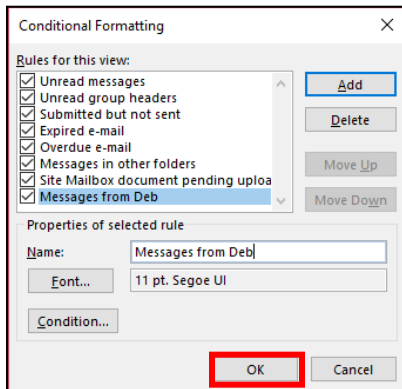 Conditional Formatting
Rules for this view:
Unread messages
Unread group headers
Submitted but not sent
Expired e-mail
Overdue e-mail
Messages in other folders
Site Mailbox document pending uploa
Messages from Deb
Add
Delete
Move Up
Move Down
Properties of selected rule
Name:
Messages from Deb
Font...
11 pt. Segoe UI
Condition...
OK
Cancel